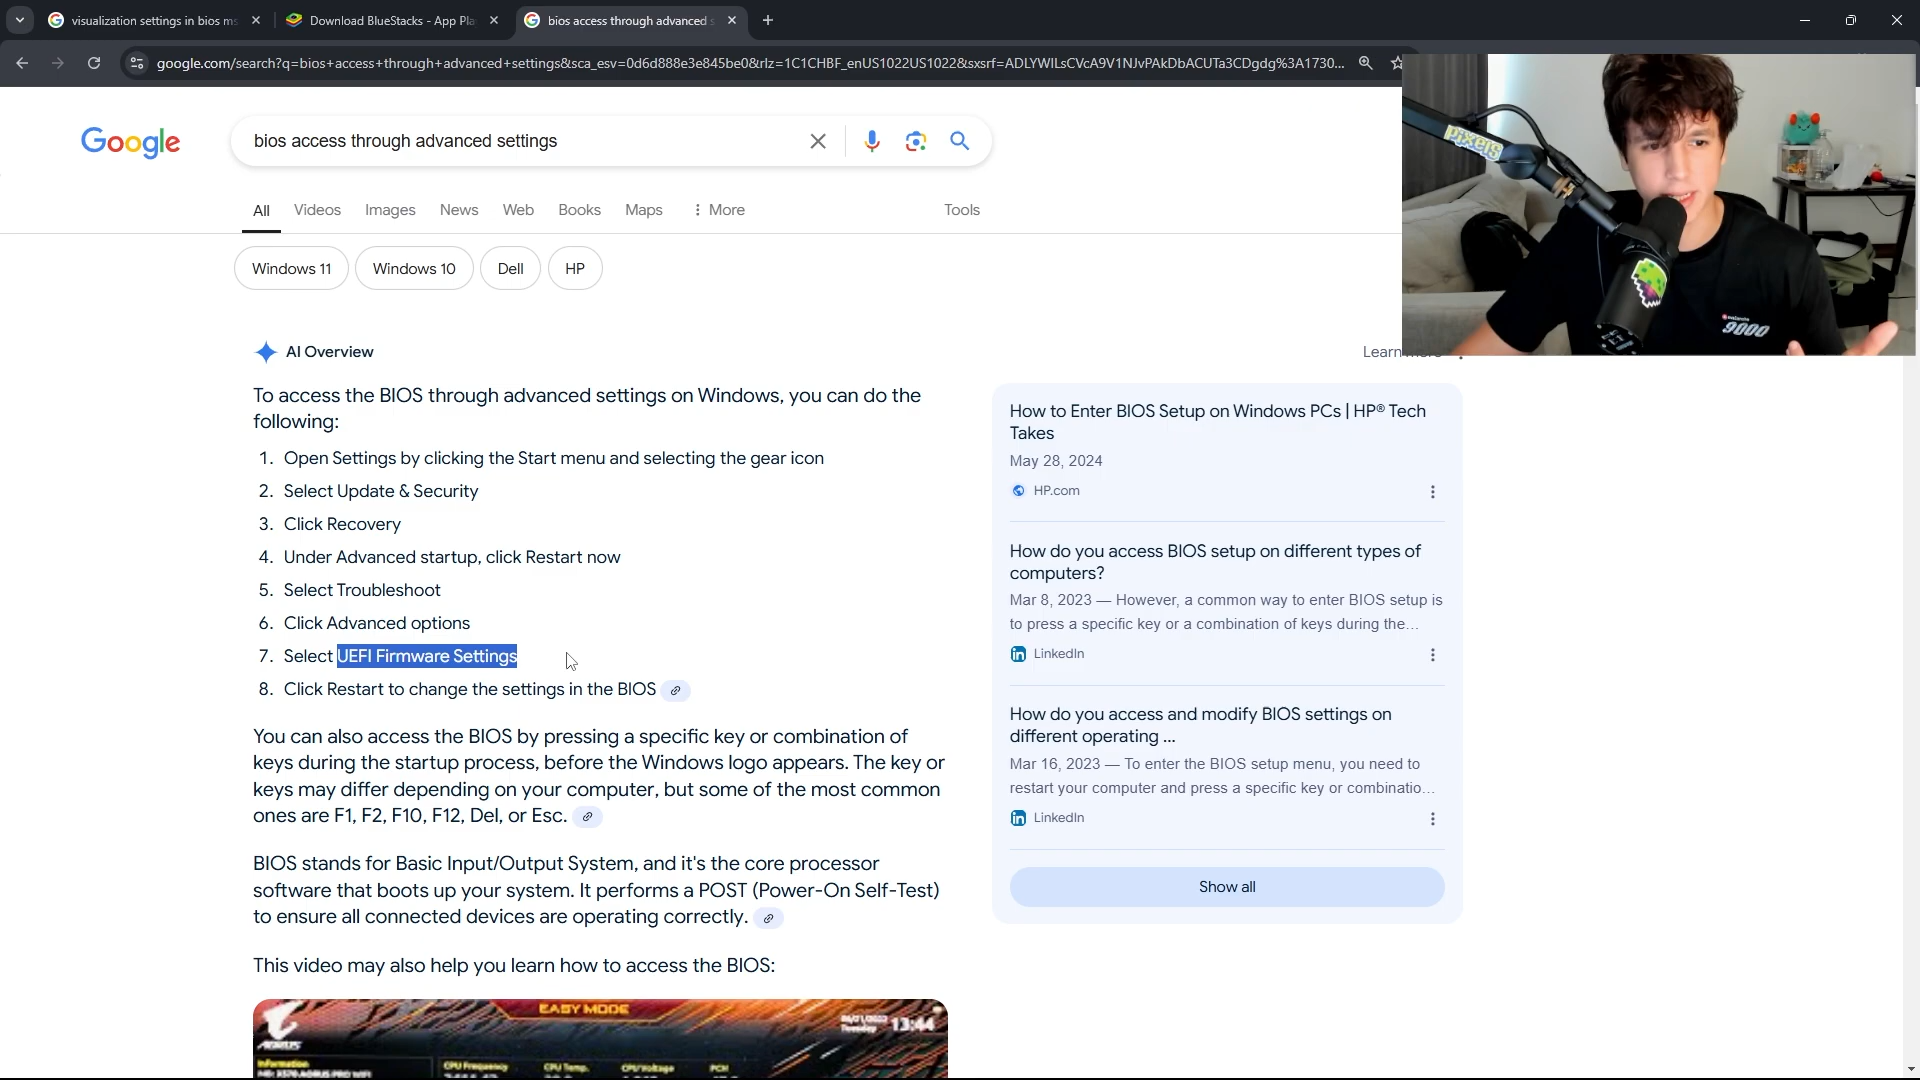 visualization settings in bios ms
Download BlueStacks - App Pla
bios access through advanced s
google.com/search?q=bios+access+through+advanced+settings&sca_esv=0d6d888e3e845be0&rlz=1C1CHBF_enUS1022US1022&sxsrf=ADLYWILsCVcA9V1NJvPAkDbACUTa3CDgdg%3A1730...
Google
bios access through advanced settings
All Videos Images News Web Books Maps More Tools
Windows 11 Windows 10 Dell HP
pixels
9000
AI Overview
Learn more
To access the BIOS through advanced settings on Windows, you can do the
following:
1. Open Settings by clicking the Start menu and selecting the gear icon
2. Select Update & Security
3. Click Recovery
4. Under Advanced startup, click Restart now
5. Select Troubleshoot
6. Click Advanced options
7. Select UEFI Firmware Settings
8. Click Restart to change the settings in the BIOS
You can also access the BIOS by pressing a specific key or combination of
keys during the startup process, before the Windows logo appears. The key or
keys may differ depending on your computer, but some of the most common
ones are F1, F2, F10, F12, Del, or Esc.
BIOS stands for Basic Input/Output System, and it's the core processor
software that boots up your system. It performs a POST (Power-On Self-Test)
to ensure all connected devices are operating correctly.
This video may also help you learn how to access the BIOS:
How to Enter BIOS Setup on Windows PCs | HP® Tech
Takes
May 28, 2024
HP.com
How do you access BIOS setup on different types of
computers?
Mar 8, 2023 — However, a common way to enter BIOS setup is
to press a specific key or a combination of keys during the...
LinkedIn
How do you access and modify BIOS settings on
different operating ...
Mar 16, 2023 — To enter the BIOS setup menu, you need to
restart your computer and press a specific key or combinatio...
LinkedIn
Show all
EASY MODE
AORUS
Tuesday 13:44
Information
CPU Frequency CPU Temp. CPU Voltage PCH